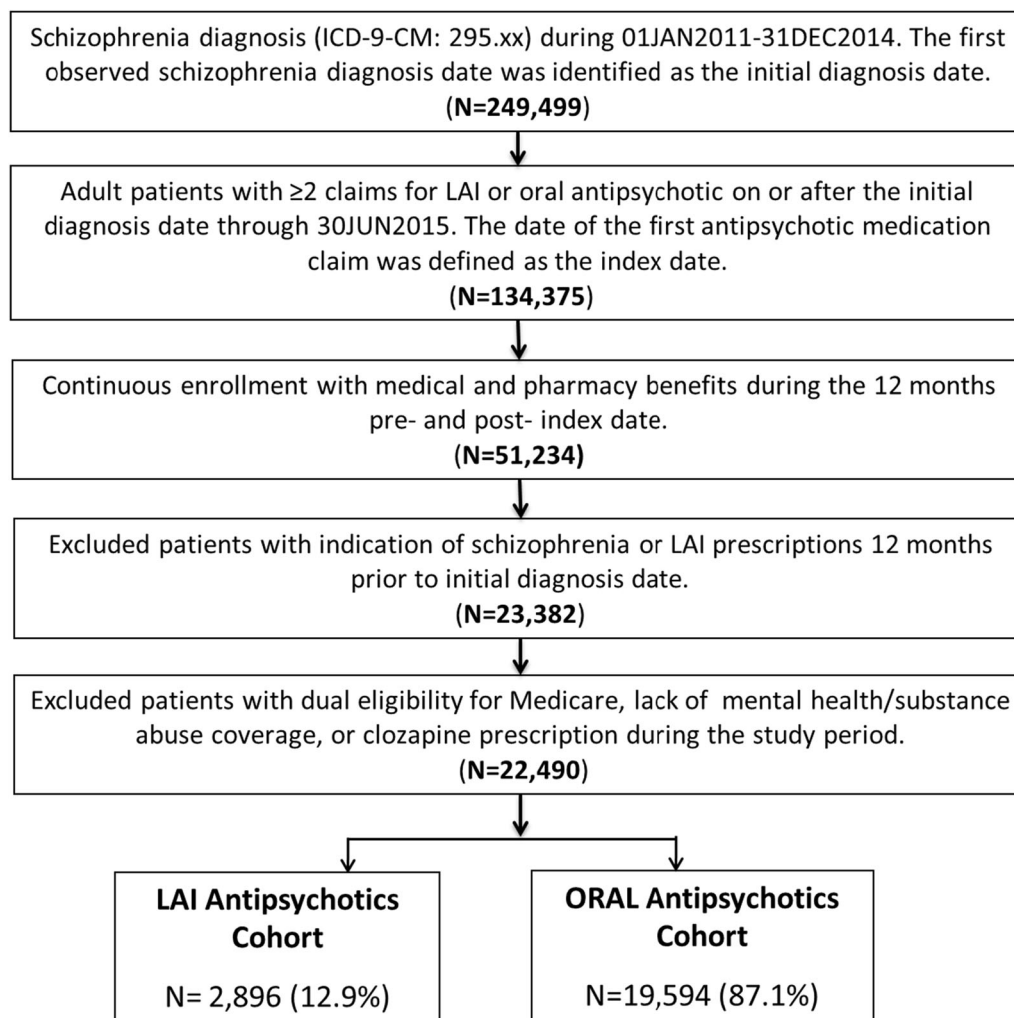 Schizophrenia diagnosis (ICD-9-CM: 295.xx) during 01JAN2011-31DEC2014. The first
observed schizophrenia diagnosis date was identified as the initial diagnosis date.
(N=249,499)
Adult patients with ≥2 claims for LAI or oral antipsychotic on or after the initial
diagnosis date through 30JUN2015. The date of the first antipsychotic medication
claim was defined as the index date.
(N=134,375)
Continuous enrollment with medical and pharmacy benefits during the 12 months
pre- and post- index date.
(N=51,234)
Excluded patients with indication of schizophrenia or LAI prescriptions 12 months
prior to initial diagnosis date.
(N=23,382)
Excluded patients with dual eligibility for Medicare, lack of mental health/substance
abuse coverage, or clozapine prescription during the study period.
(N=22,490)
LAI Antipsychotics
Cohort
N= 2,896 (12.9%)
ORAL Antipsychotics
Cohort
N=19,594 (87.1%)